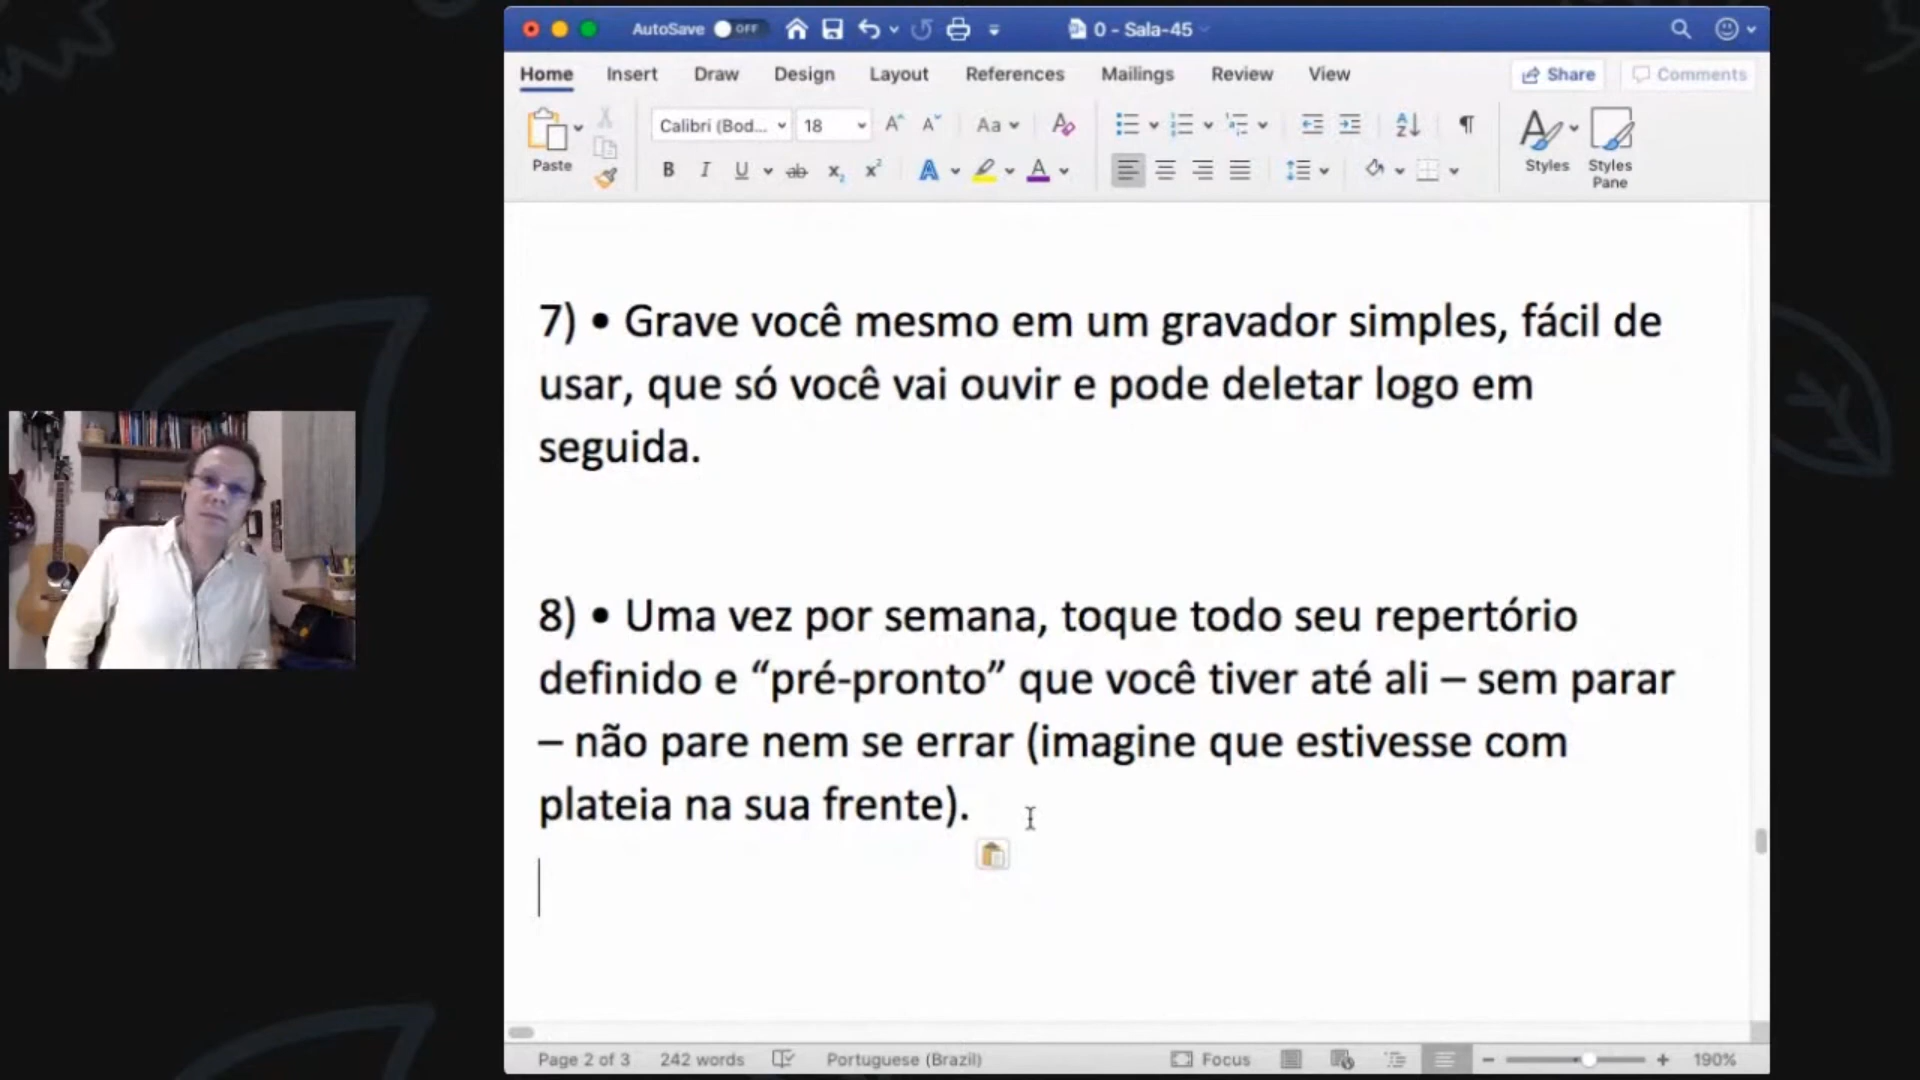 AutoSave OFF 0 - Sala-45
Home Insert Draw Design Layout References Mailings Review View Share Comments
Calibri (Bod... 18
Paste
Styles Styles Pane
7) • Grave você mesmo em um gravador simples, fácil de
usar, que só você vai ouvir e pode deletar logo em
seguida.
8) • Uma vez por semana, toque todo seu repertório
definido e “pré-pronto” que você tiver até ali – sem parar
– não pare nem se errar (imagine que estivesse com
plateia na sua frente).
Page 2 of 3 242 words Portuguese (Brazil) Focus 190%